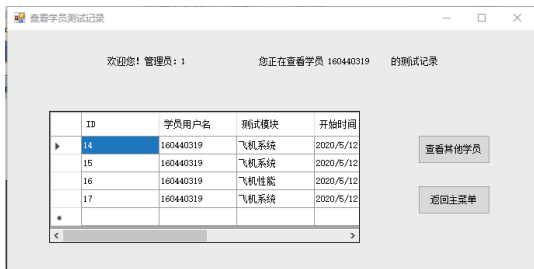 查看学员测试记录
欢迎您！管理员：1 您正在查看学员 160440319 的测试记录
ID 学员用户名 测试模块 开始时间
14 160440319 飞机系统 2020/5/12
15 160440319 飞机系统 2020/5/12
16 160440319 飞机性能 2020/5/12
17 160440319 飞机系统 2020/5/12
查看其他学员
返回主菜单